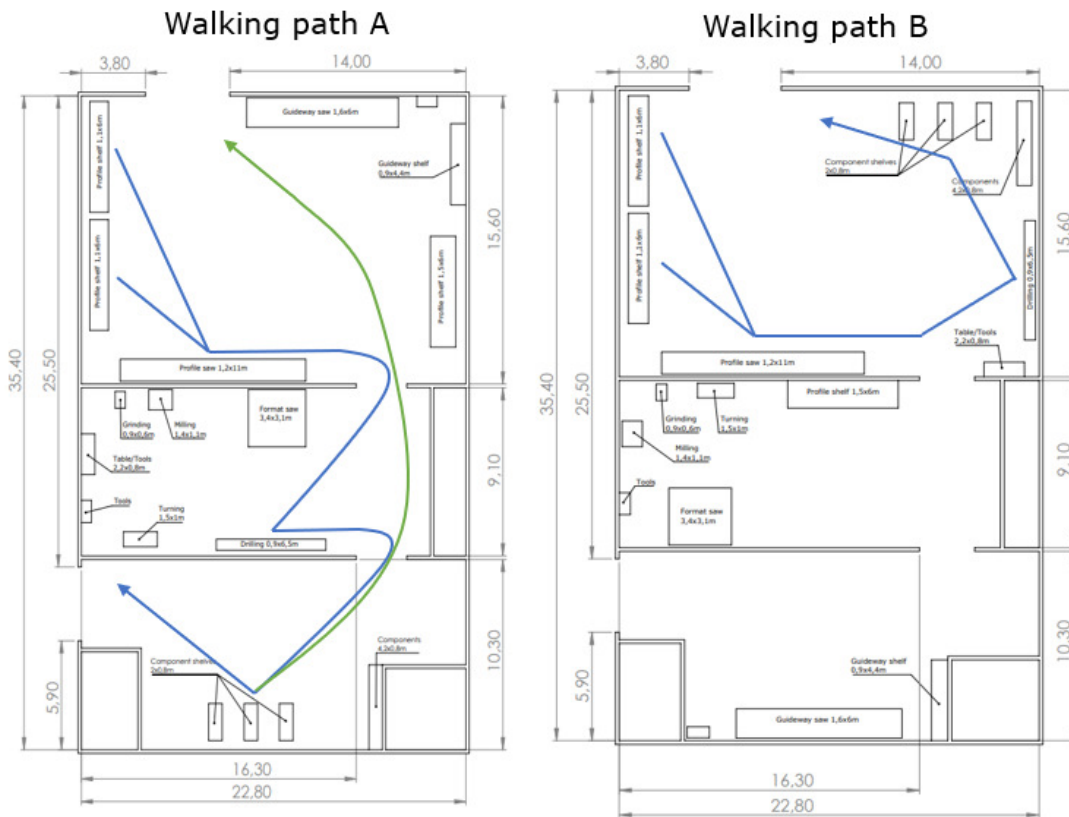 Walking path A
Walking path B
3,80
14,00
3,80
14,00
Guideway saw 1,6x6m
Profile shelf 1,1x6m
Guideway shelf
0,9x4,4m
Profile shelf 1,1x6m
Profile shelf 1,5x6m
15,60
35,40
25,50
Profile saw 1,2x11m
Grinding
0,9x0,6m
Milling
1,4x1,1m
Format saw
3,4x3,1m
Table/Tools
2,2x0,8m
Tools
Turning
1,5x1m
Drilling 0,9x6,5m
9,10
Components
4,2x0,8m
Component shelves
2x0,8m
10,30
5,90
16,30
22,80
Profile shelf 1,1x6m
Component shelves
2x0,8m
Components
4,2x0,8m
Profile shelf 1,1x6m
Drilling 0,9x6,5m
15,60
35,40
25,50
Table/Tools
2,2x0,8m
Profile saw 1,2x11m
Profile shelf 1,5x6m
Grinding
0,9x0,6m
Turning
1,5x1m
Milling
1,4x1,1m
Tools
Format saw
3,4x3,1m
9,10
Guideway shelf
0,9x4,4m
10,30
5,90
Guideway saw 1,6x6m
16,30
22,80